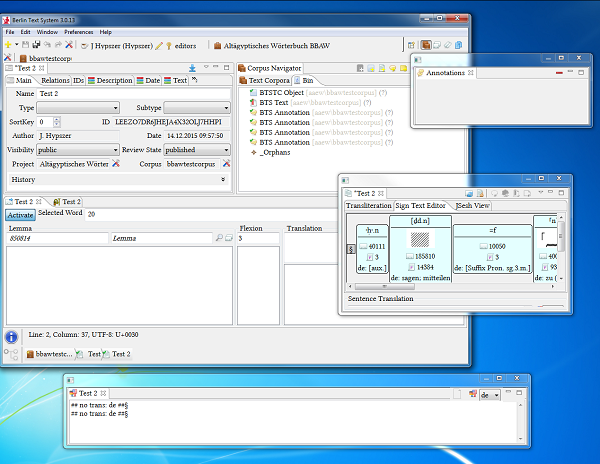 Berlin Text System 3.0.13
File Edit Window Preferences Help
J Hypszer (Hypszer) editors Altägyptisches Wörterbuch BBAW
bbawtestcorpu
*Test 2
Main Relations IDs Description Date Text
Name Test 2
Type Subtype
SortKey 0 ID LEEZO7DR6JHEJA4X32OLJ7HHPI
Author J. Hypszer Date 14.12.2015 09:57:50
Visibility public Review State published
Project Altägyptisches Wörter Corpus bbawtestcorpus
History
Corpus Navigator
Text Corpora Bin
BTSTC Object [aaew\bbawtestcorpus] (?)
BTS Text [aaew\bbawtestcorpus] (?)
BTS Annotation [aaew\bbawtestcorpus] (?)
BTS Annotation [aaew\bbawtestcorpus] (?)
BTS Annotation [aaew\bbawtestcorpus] (?)
BTS Annotation [aaew\bbawtestcorpus] (?)
_Orphans
Annotations
Test 2 Test 2
Activate Selected Word 20
Lemma Flexion Translation
850814 Lemma 3
*Test 2
Transliteration Sign Text Editor JSesh View
·ḥ·.n [dd:n] =f
§ 40111 185810 10050 400
3 14384 3 93
de: [aux.] de: sagen, mitteilen de: [Suffix Pron. sg.3.m.] de: zu (
Sentence Translation
Line: 2, Column: 37, UTF-8: U+0030
bbawtestc... Test Test 2
Test 2 de
## no trans: de ##§
## no trans: de ##§